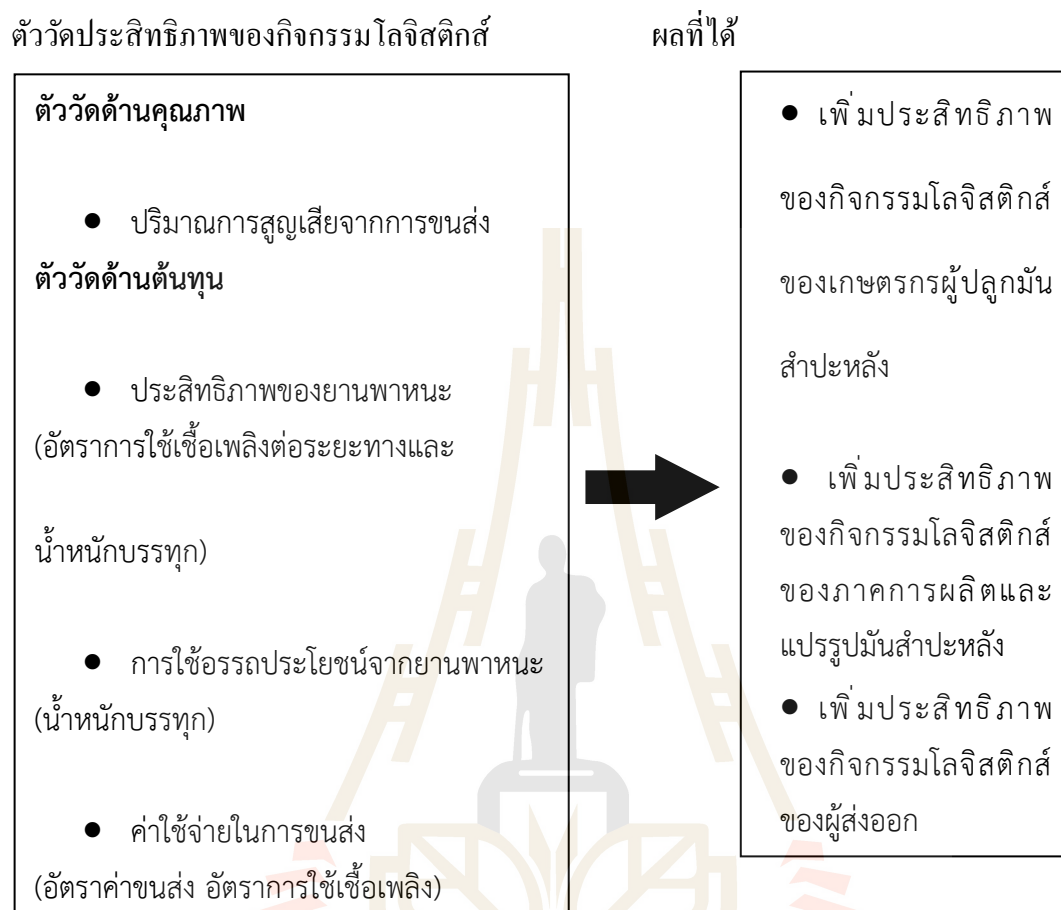 ตัววัดประสิทธิภาพของกิจกรรมโลจิสติกส์
ตัววัดด้านคุณภาพ
● ปริมาณการสูญเสียจากการขนส่ง
ตัววัดด้านต้นทุน
● ประสิทธิภาพของยานพาหนะ
(อัตราการใช้เชื้อเพลิงต่อระยะทางและ
น้ำหนักบรรทุก)
● การใช้อรรถประโยชน์จากยานพาหนะ
(น้ำหนักบรรทุก)
● ค่าใช้จ่ายในการขนส่ง
(อัตราค่าขนส่ง อัตราการใช้เชื้อเพลิง)
ผลที่ได้
● เพิ่มประสิทธิภาพ
ของกิจกรรมโลจิสติกส์
ของเกษตรกรผู้ปลูกมัน
สำปะหลัง
● เพิ่มประสิทธิภาพ
ของกิจกรรมโลจิสติกส์
ของภาคการผลิตและ
แปรรูปมันสำปะหลัง
● เพิ่มประสิทธิภาพ
ของกิจกรรมโลจิสติกส์
ของผู้ส่งออก